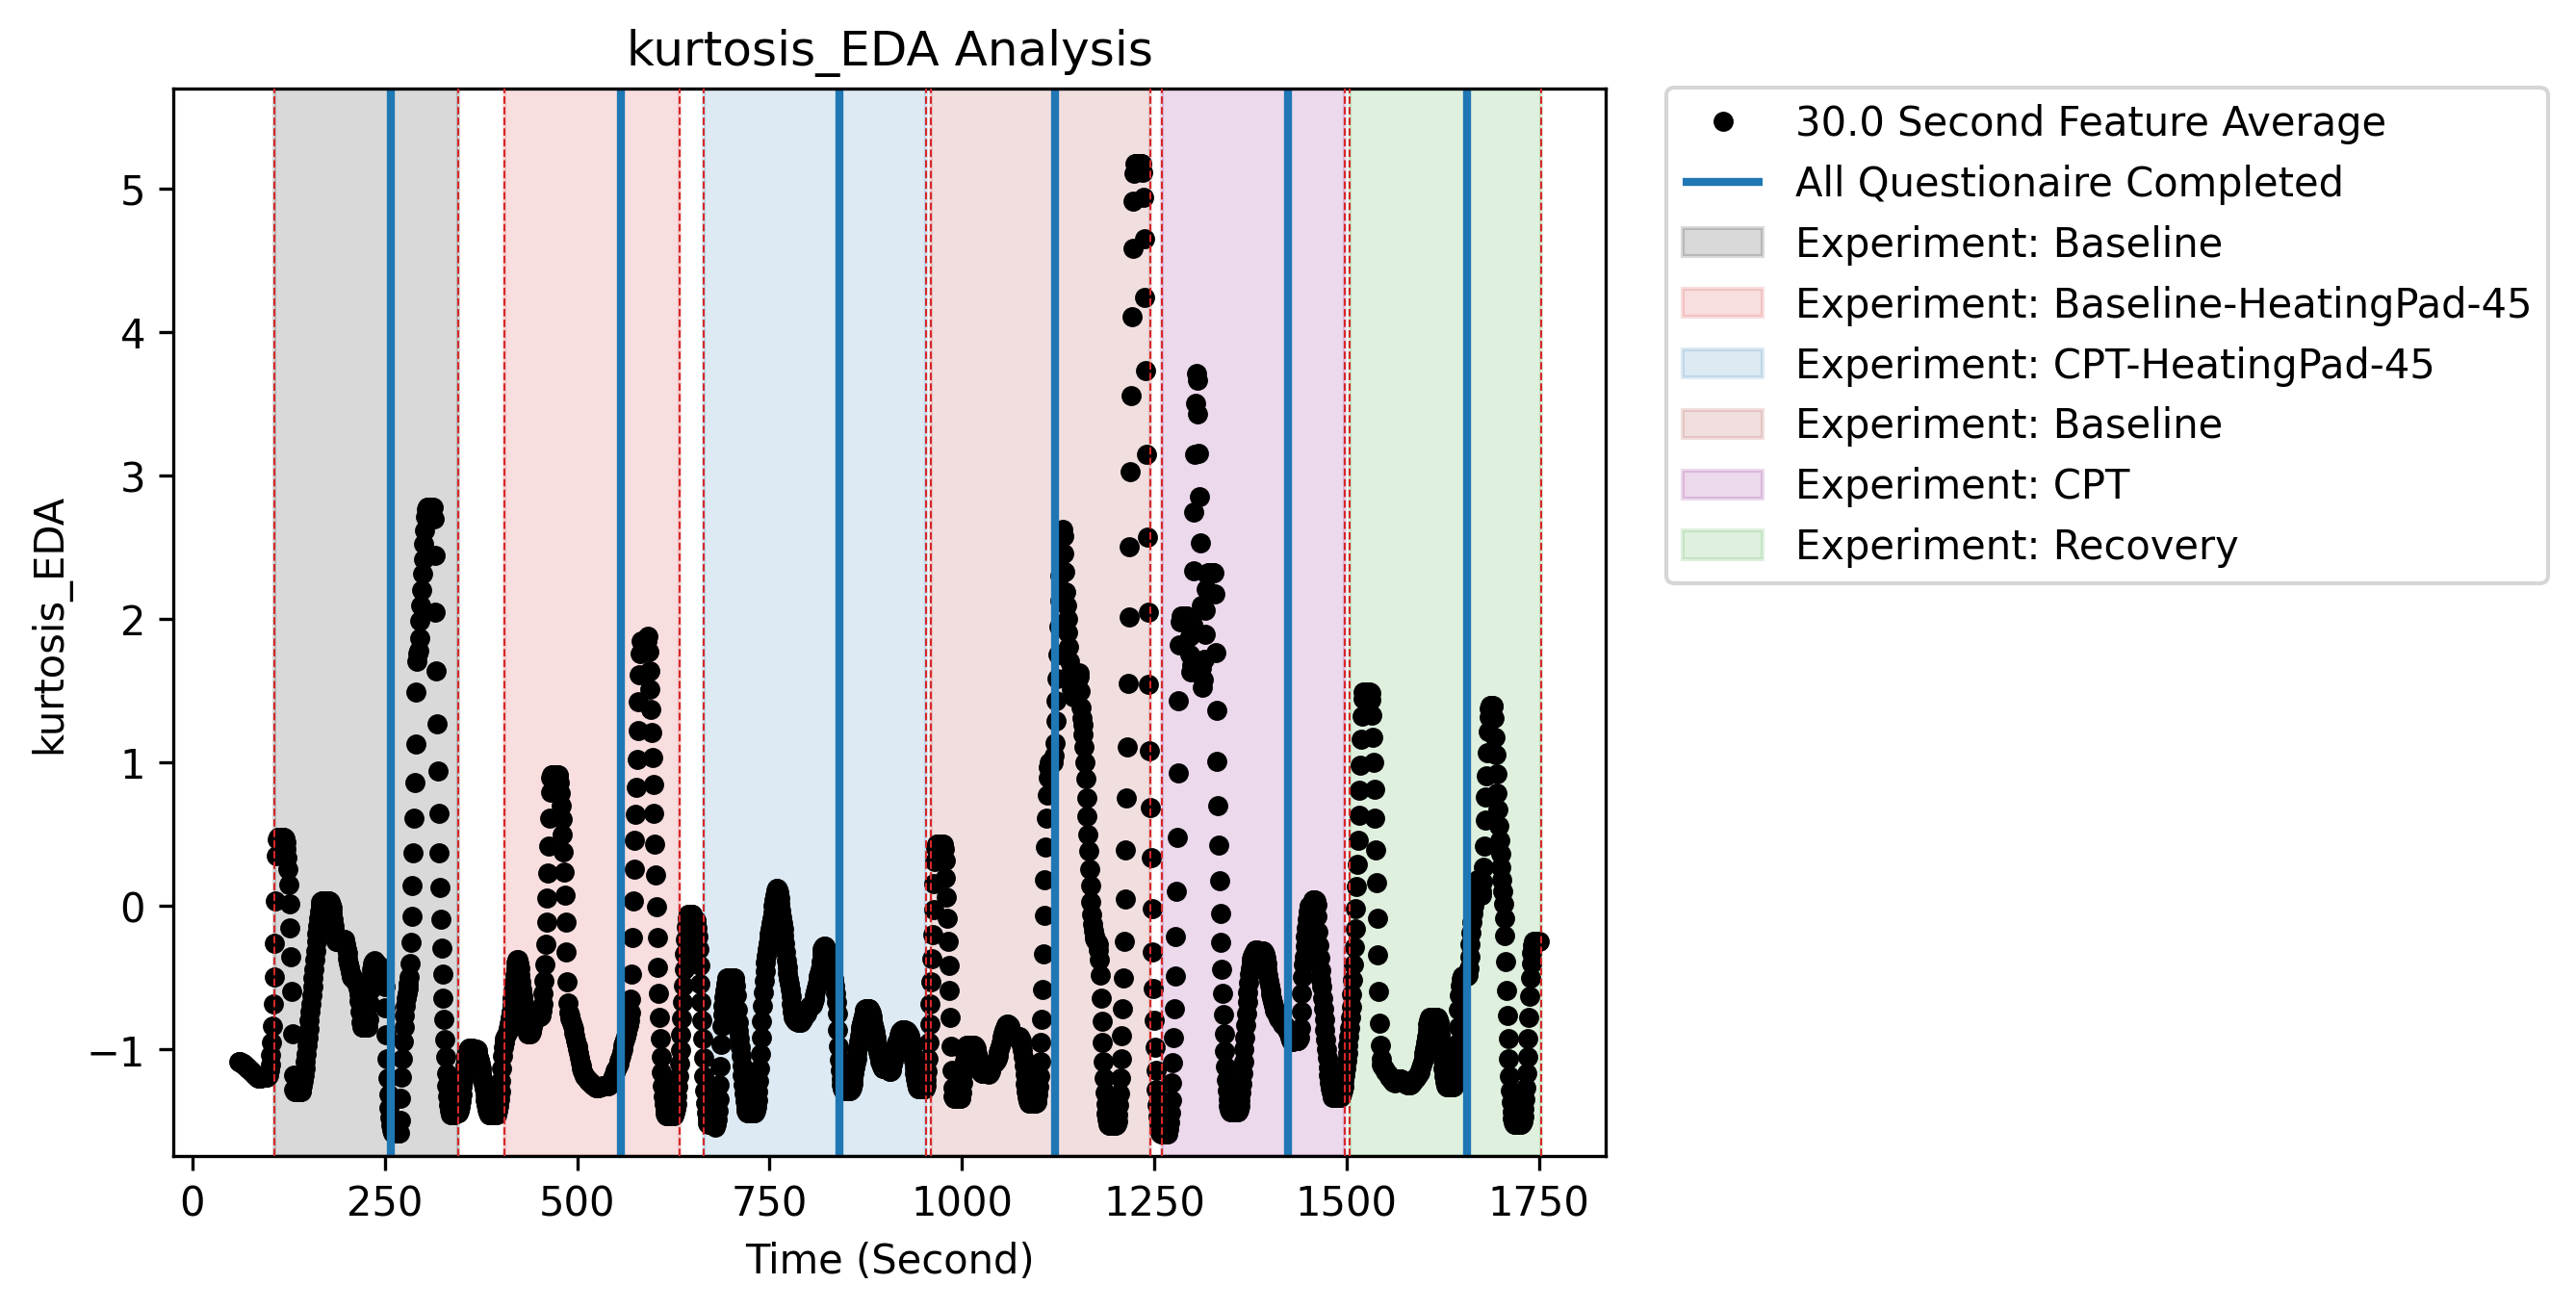 kurtosis_EDA Analysis
kurtosis_EDA
5
4
3
2
1
0
−1
0 250 500 750 1000 1250 1500 1750
Time (Second)
30.0 Second Feature Average
All Questionaire Completed
Experiment: Baseline
Experiment: Baseline-HeatingPad-45
Experiment: CPT-HeatingPad-45
Experiment: Baseline
Experiment: CPT
Experiment: Recovery